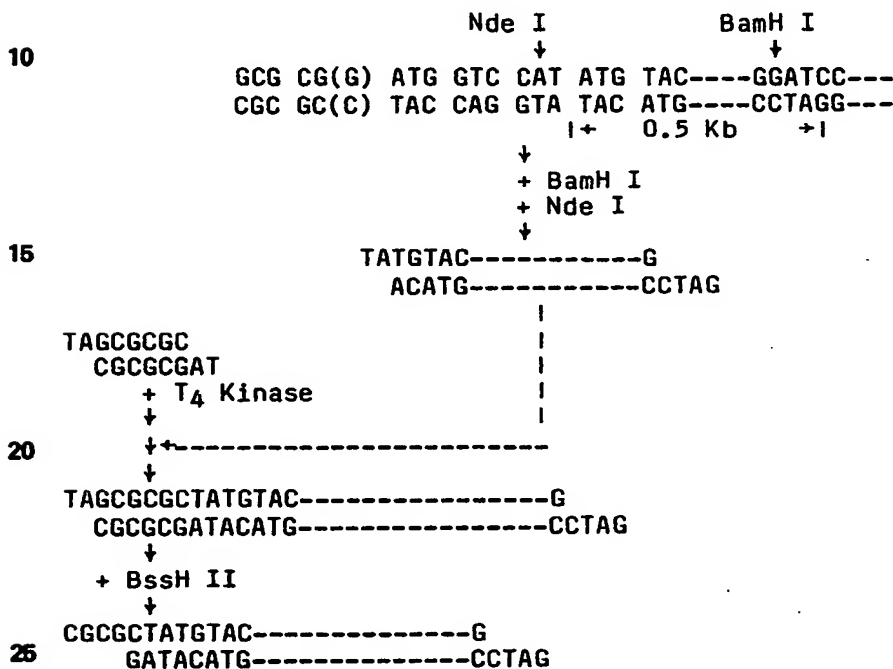 Nde I BamH I
10 ↓ ↓
GCG CG(G) ATG GTC CAT ATG TAC----GGATCC---
CGC GC(C) TAC CAG GTA TAC ATG----CCTAGG---
|← 0.5 Kb →|
↓
+ BamH I
+ Nde I
↓
15 TATGTAC-----------G
ACATG-----------CCTAG
TAGCGCGC
CGCGCGAT
+ T4 Kinase
↓
20 ↓←------------------------
↓
TAGCGCGCTATGTAC----------------G
CGCGCGATACATG----------------CCTAG
↓
+ BssH II
↓
CGCGCTATGTAC--------------G
25 GATACATG--------------CCTAG